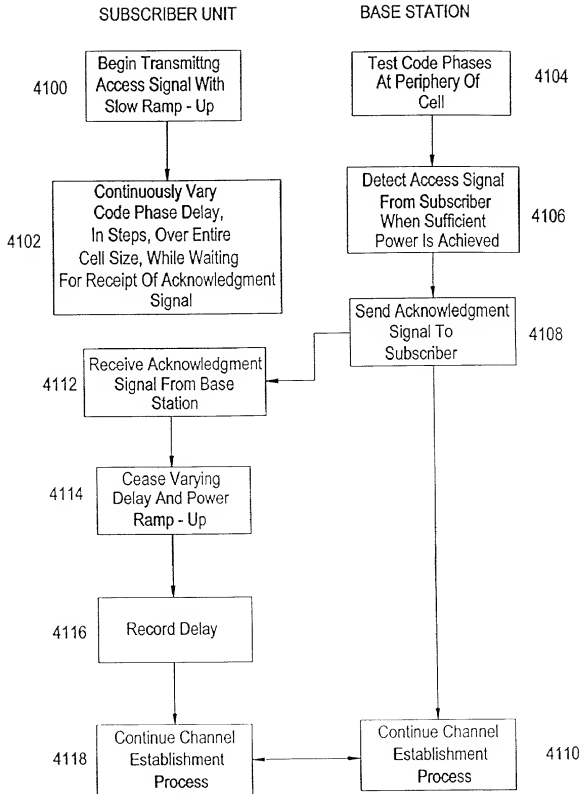 SUBSCRIBER UNIT
BASE STATION
4100
Begin Transmittng
Access Signal With
Slow Ramp - Up
Test Code Phases
At Periphery Of
Cell
4104
4102
Continuously Vary
Code Phase Delay,
In Steps, Over Entire
Cell Size, While Waiting
For Receipt Of Acknowledgment
Signal
Detect Access Signal
From Subscriber
When Sufficient
Power Is Achieved
4106
Send Acknowledgment
Signal To
Subscriber
4108
4112
Receive Acknowledgment
Signal From Base
Station
4114
Cease Varying
Delay And Power
Ramp - Up
4116
Record Delay
4118
Continue Channel
Establishment
Process
Continue Channel
Establishment
Process
4110